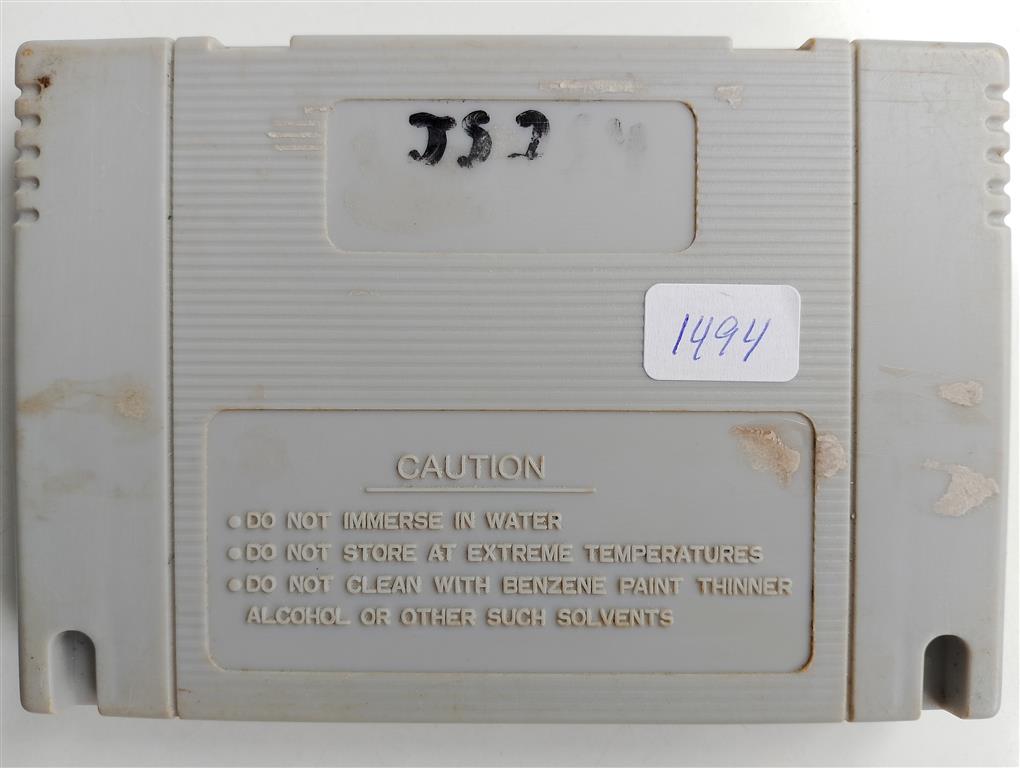 1494
CAUTION
• DO NOT IMMERSE IN WATER
• DO NOT STORE AT EXTREME TEMPERATURES
• DO NOT CLEAN WITH BENZENE PAINT THINNER
ALCOHOL OR OTHER SUCH SOLVENTS